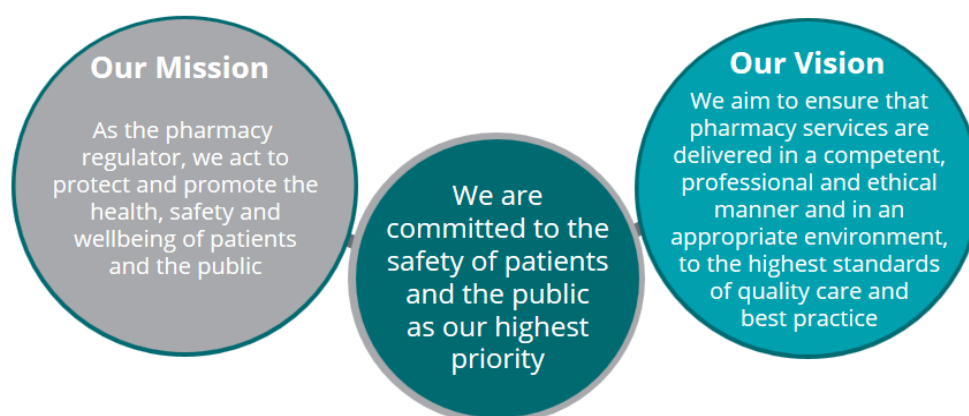 Our Mission
As the pharmacy
regulator, we act to
protect and promote the
health, safety and
wellbeing of patients
and the public
We are
committed to the
safety of patients
and the public
as our highest
priority
Our Vision
We aim to ensure that
pharmacy services are
delivered in a competent,
professional and ethical
manner and in an
appropriate environment,
to the highest standards
of quality care and
best practice